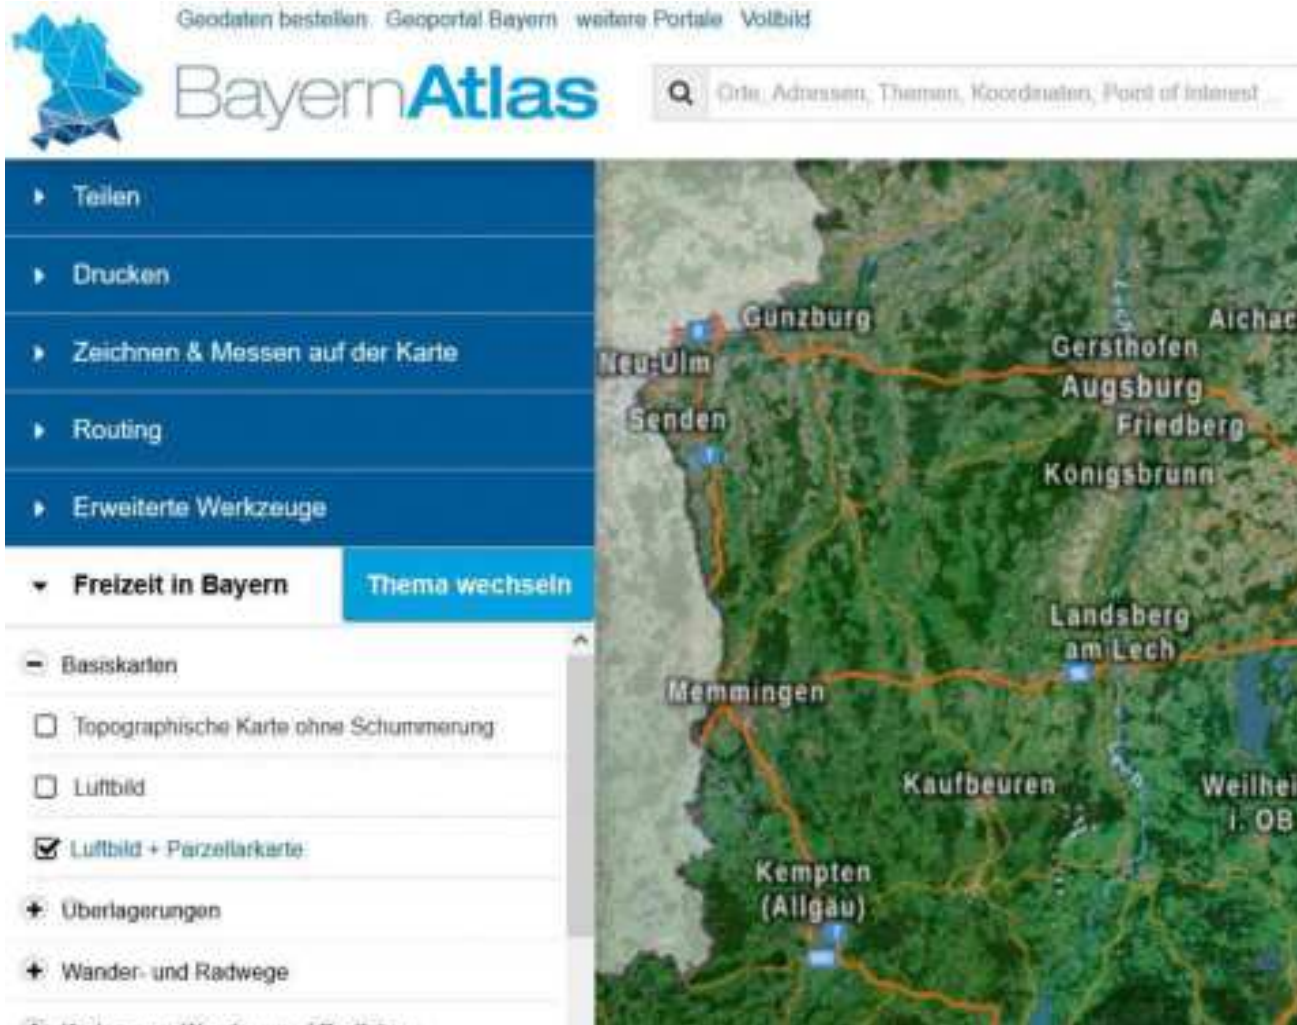 Geodaten bestellen Geoportal Bayern weitere Portale Vollbild
BayernAtlas
Orte, Adressen, Themen, Koordinaten, Point of Interest ...
Teilen
Drucken
Zeichnen & Messen auf der Karte
Routing
Erweiterte Werkzeuge
Freizeit in Bayern Thema wechseln
Basiskarten
Topographische Karte ohne Schummerung
Luftbild
Luftbild + Parzellarkarte
Überlagerungen
Wander- und Radwege
Günzburg
Aichac
Neu-Ulm
Gersthofen
Augsburg
Senden
Friedberg
Königsbrunn
Landsberg
am Lech
Memmingen
Kaufbeuren
Weilhei
i. OB
Kempten
(Allgäu)